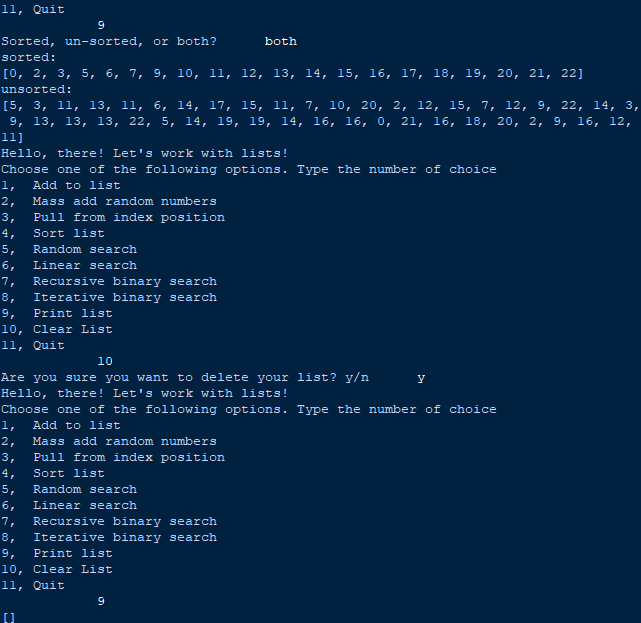 11, Quit
9
Sorted, un-sorted, or both? both
sorted:
[0, 2, 3, 5, 6, 7, 9, 10, 11, 12, 13, 14, 15, 16, 17, 18, 19, 20, 21, 22]
unsorted:
[5, 3, 11, 13, 11, 6, 14, 17, 15, 11, 7, 10, 20, 2, 12, 15, 7, 12, 9, 22, 14, 3,
9, 13, 13, 13, 22, 5, 14, 19, 19, 14, 16, 16, 0, 21, 16, 18, 20, 2, 9, 16, 12,
11]
Hello, there! Let's work with lists!
Choose one of the following options. Type the number of choice
1, Add to list
2, Mass add random numbers
3, Pull from index position
4, Sort list
5, Random search
6, Linear search
7, Recursive binary search
8, Iterative binary search
9, Print list
10, Clear List
11, Quit
10
Are you sure you want to delete your list? y/n y
Hello, there! Let's work with lists!
Choose one of the following options. Type the number of choice
1, Add to list
2, Mass add random numbers
3, Pull from index position
4, Sort list
5, Random search
6, Linear search
7, Recursive binary search
8, Iterative binary search
9, Print list
10, Clear List
11, Quit
9
[]